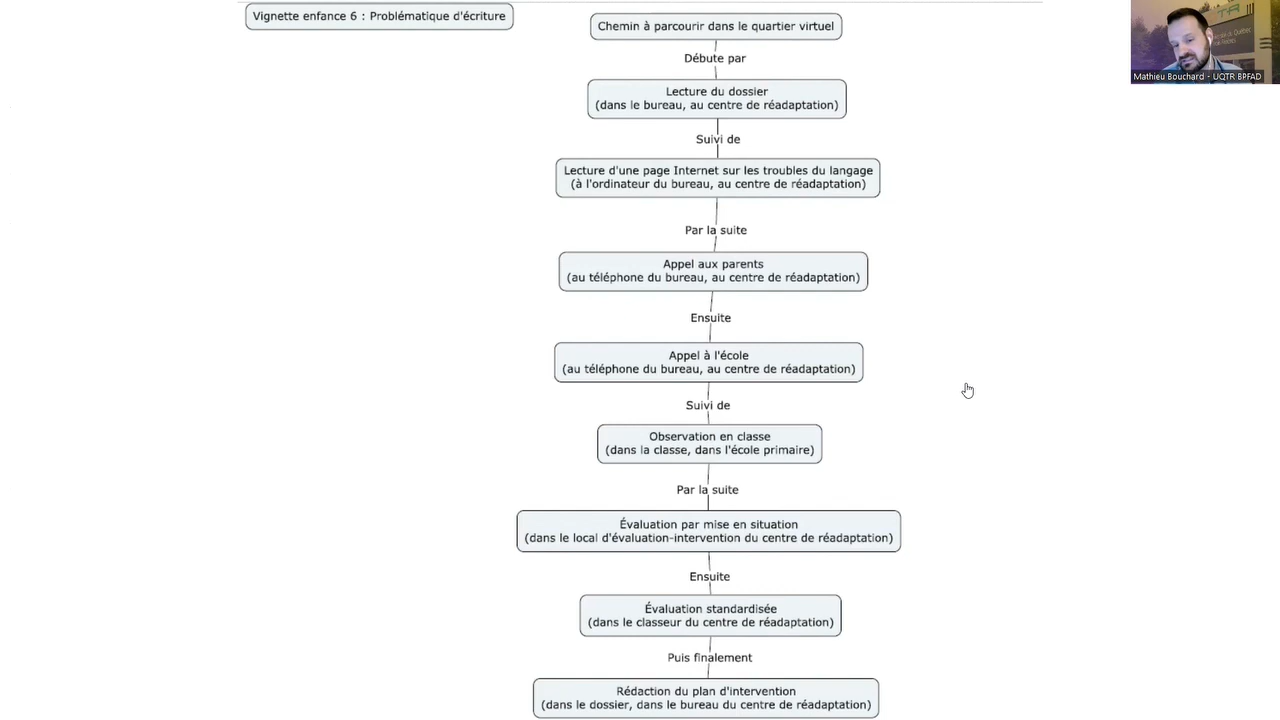 Vignette enfance 6 : Problématique d'écriture
Chemin à parcourir dans le quartier virtuel
Débute par
Lecture du dossier
(dans le bureau, au centre de réadaptation)
Suivi de
Lecture d'une page Internet sur les troubles du langage
(à l'ordinateur du bureau, au centre de réadaptation)
Par la suite
Appel aux parents
(au téléphone du bureau, au centre de réadaptation)
Ensuite
Appel à l'école
(au téléphone du bureau, au centre de réadaptation)
Suivi de
Observation en classe
(dans la classe, dans l'école primaire)
Par la suite
Évaluation par mise en situation
(dans le local d'évaluation-intervention du centre de réadaptation)
Ensuite
Évaluation standardisée
(dans le classeur du centre de réadaptation)
Puis finalement
Rédaction du plan d'intervention
(dans le dossier, dans le bureau du centre de réadaptation)
Mathieu Bouchard - UQTR BPFAD